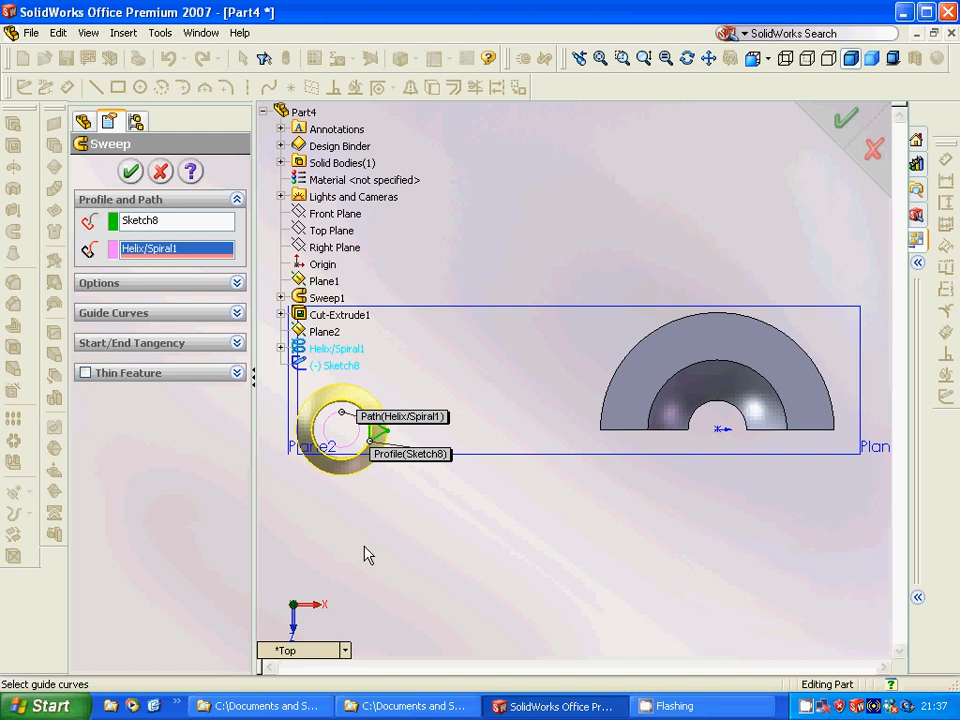 SolidWorks Office Premium 2007 - [Part4 *]
File Edit View Insert Tools Window Help
SolidWorks Search
Sweep
Profile and Path
Sketch8
Helix/Spiral1
Options
Guide Curves
Start/End Tangency
Thin Feature
Part4
Annotations
Design Binder
Solid Bodies(1)
Material <not specified>
Lights and Cameras
Front Plane
Top Plane
Right Plane
Origin
Plane1
Sweep1
Cut-Extrude1
Plane2
Helix/Spiral1
(-) Sketch8
Path(Helix/Spiral1)
Plane2
Profile(Sketch8)
Plan
X
Z
*Top
Select guide curves
Editing Part
Start
C:\Documents and S...
C:\Documents and S...
SolidWorks Office Pr...
Flashing
21:37